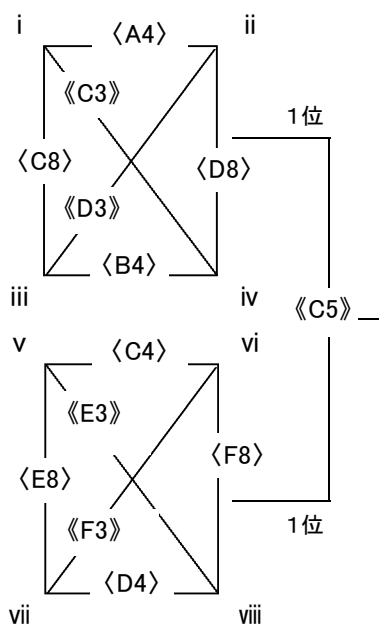 i 〈A4〉 ii
《C3》
1位
〈C8〉 〈D8〉
《D3》
〈B4〉
iii iv
《C5》
v 〈C4〉 vi
《E3》
〈F8〉
〈E8〉
1位
《F3》
〈D4〉
vii viii